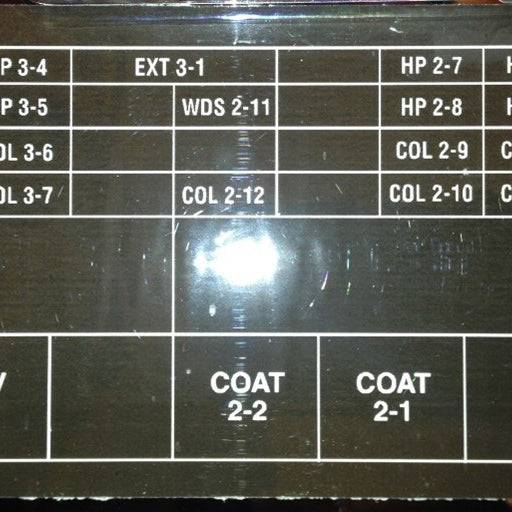 P 3-4 EXT 3-1 HP 2-7
P 3-5 WDS 2-11 HP 2-8
OL 3-6 COL 2-9
OL 3-7 COL 2-12 COL 2-10
COAT COAT
2-2 2-1